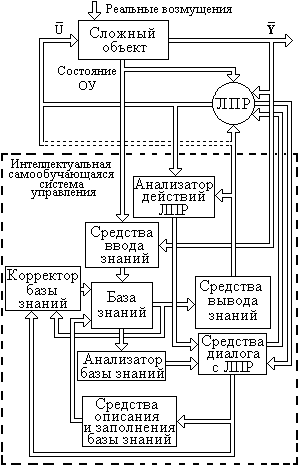 Реальные возмущения
U
Сложный
объект
Y
Состояние
ОУ
ЛПР
Интеллектуальная
самообучающаяся
система
управления
Анализатор
действий
ЛПР
Средства
ввода
знаний
Корректор
базы
знаний
База
знаний
Средства
вывода
знаний
Анализатор
базы знаний
Средства
диалога
с ЛПР
Средства
описания
и заполнения
базы знаний